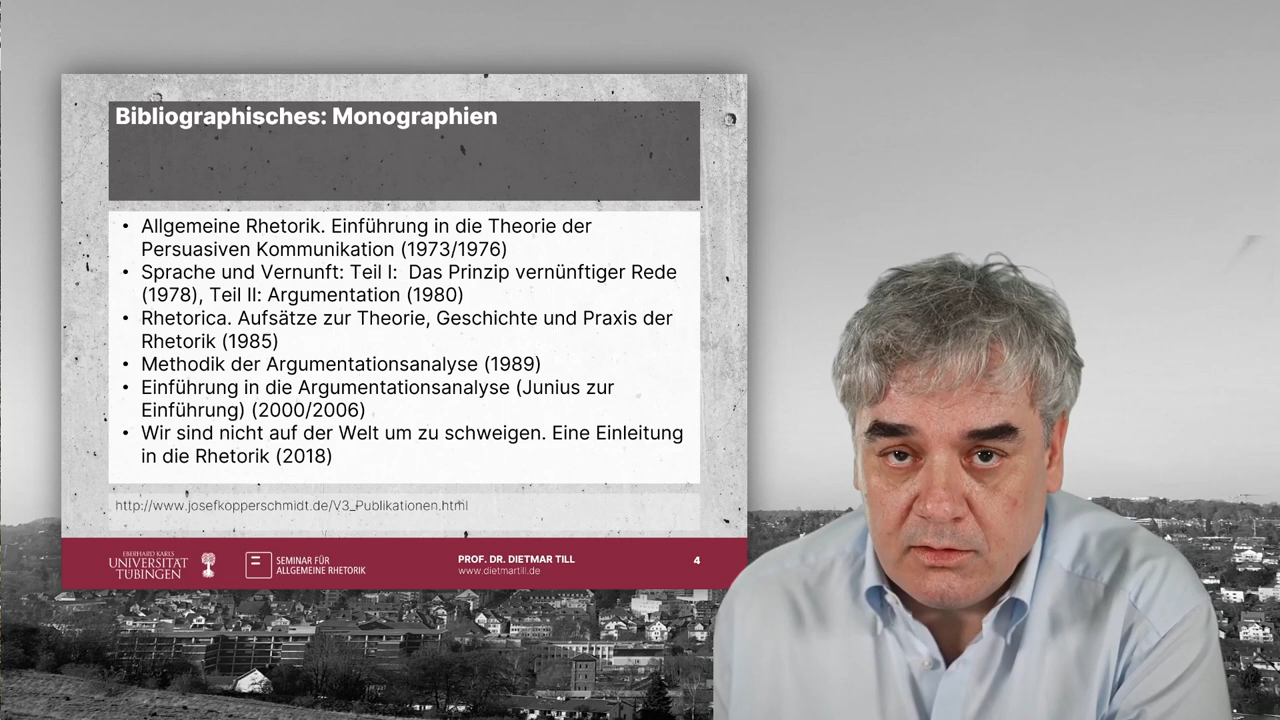 Bibliographisches: Monographien
• Allgemeine Rhetorik. Einführung in die Theorie der
Persuasiven Kommunikation (1973/1976)
• Sprache und Vernunft: Teil I:  Das Prinzip vernünftiger Rede
(1978), Teil II: Argumentation (1980)
• Rhetorica. Aufsätze zur Theorie, Geschichte und Praxis der
Rhetorik (1985)
• Methodik der Argumentationsanalyse (1989)
• Einführung in die Argumentationsanalyse (Junius zur
Einführung) (2000/2006)
• Wir sind nicht auf der Welt um zu schweigen. Eine Einleitung
in die Rhetorik (2018)
http://www.josefkopperschmidt.de/V3_Publikationen.html
EBERHARD KARLS
UNIVERSITÄT
TÜBINGEN
SEMINAR FÜR
ALLGEMEINE RHETORIK
PROF. DR. DIETMAR TILL
www.dietmartill.de
4